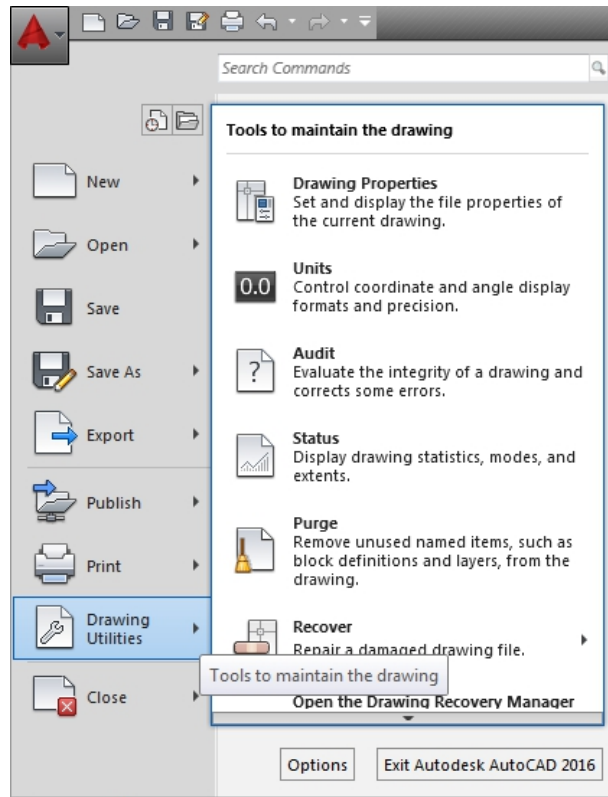 Search Commands
Tools to maintain the drawing
New
Open
Save
Save As
Export
Publish
Print
Drawing
Utilities
Close
Drawing Properties
Set and display the file properties of
the current drawing.
0.0
Units
Control coordinate and angle display
formats and precision.
?
Audit
Evaluate the integrity of a drawing and
corrects some errors.
Status
Display drawing statistics, modes, and
extents.
Purge
Remove unused named items, such as
block definitions and layers, from the
drawing.
Recover
Repair a damaged drawing file.
Tools to maintain the drawing
Open the Drawing Recovery Manager
Options
Exit Autodesk AutoCAD 2016